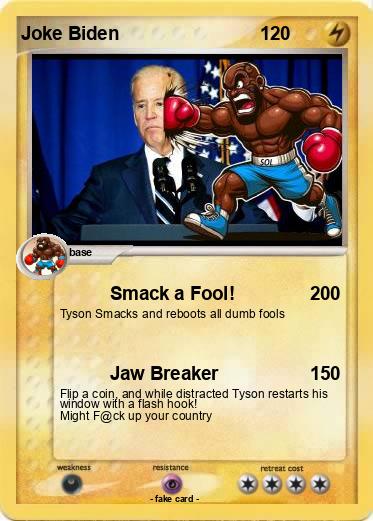 Joke Biden 120
SOL
base
Smack a Fool! 200
Tyson Smacks and reboots all dumb fools
Jaw Breaker 150
Flip a coin, and while distracted Tyson restarts his
window with a flash hook!
Might F@ck up your country
weakness resistance retreat cost
- fake card -